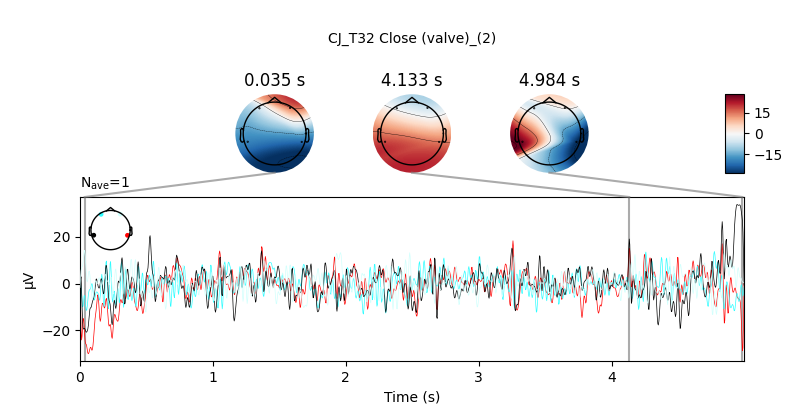 CJ_T32 Close (valve)_(2)
0.035 s 4.133 s 4.984 s
15
0
−15
Nave=1
20
0
−20
µV
0 1 2 3 4
Time (s)